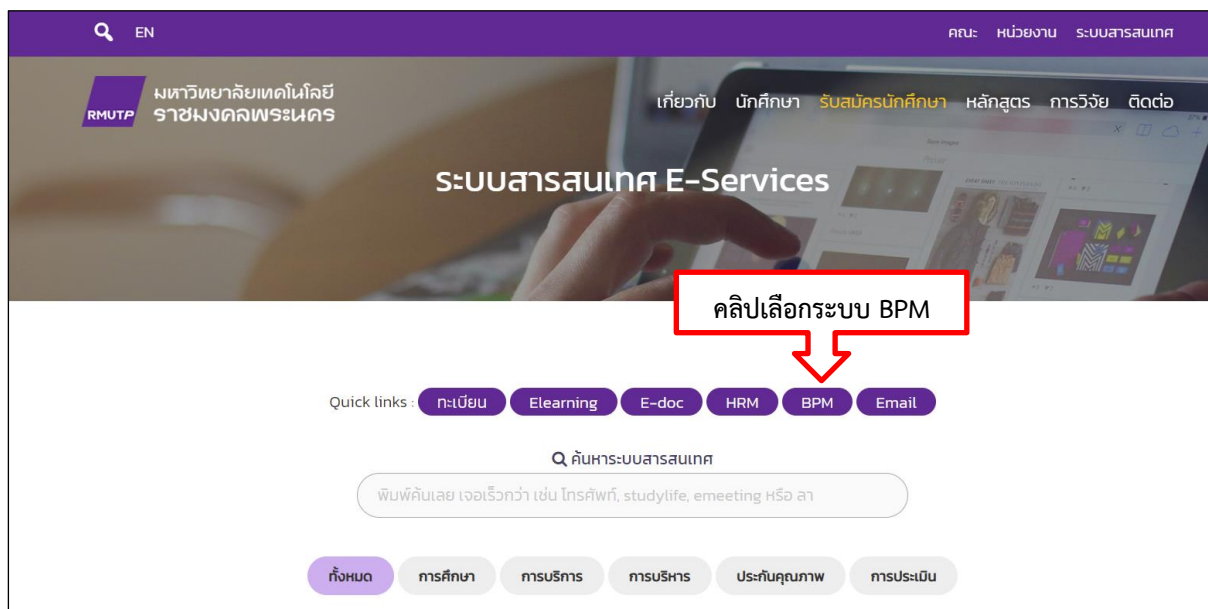 EN
คณะ หน่วยงาน ระบบสารสนเทศ
RMUTP
มหาวิทยาลัยเทคโนโลยี
ราชมงคลพระนคร
เกี่ยวกับ นักศึกษา รับสมัครนักศึกษา หลักสูตร การวิจัย ติดต่อ
ระบบสารสนเทศ E-Services
คลิปเลือกระบบ BPM
Quick links : ทะเบียน Elearning E-doc HRM BPM Email
ค้นหาระบบสารสนเทศ
พิมพ์ค้นเลย เจอเร็วกว่า เช่น โทรศัพท์, studylife, emeeting หรือ ลา
ทั้งหมด การศึกษา การบริการ การบริหาร ประกันคุณภาพ การประเมิน